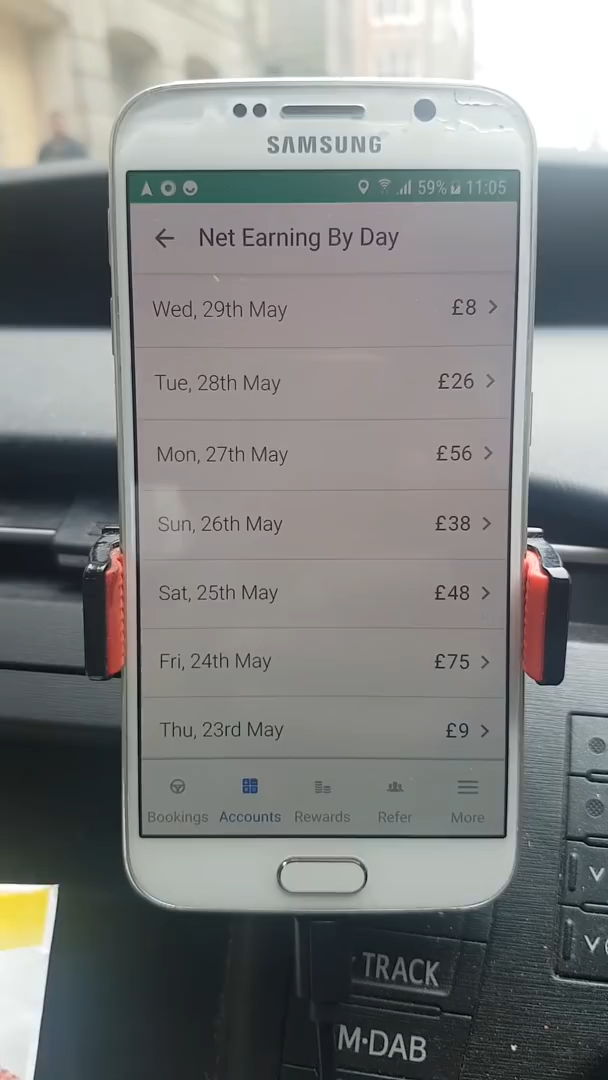 SAMSUNG
59% 11:05
Net Earning By Day
Wed, 29th May £8
Tue, 28th May £26
Mon, 27th May £56
Sun, 26th May £38
Sat, 25th May £48
Fri, 24th May £75
Thu, 23rd May £9
Bookings Accounts Rewards Refer More
TRACK
M·DAB